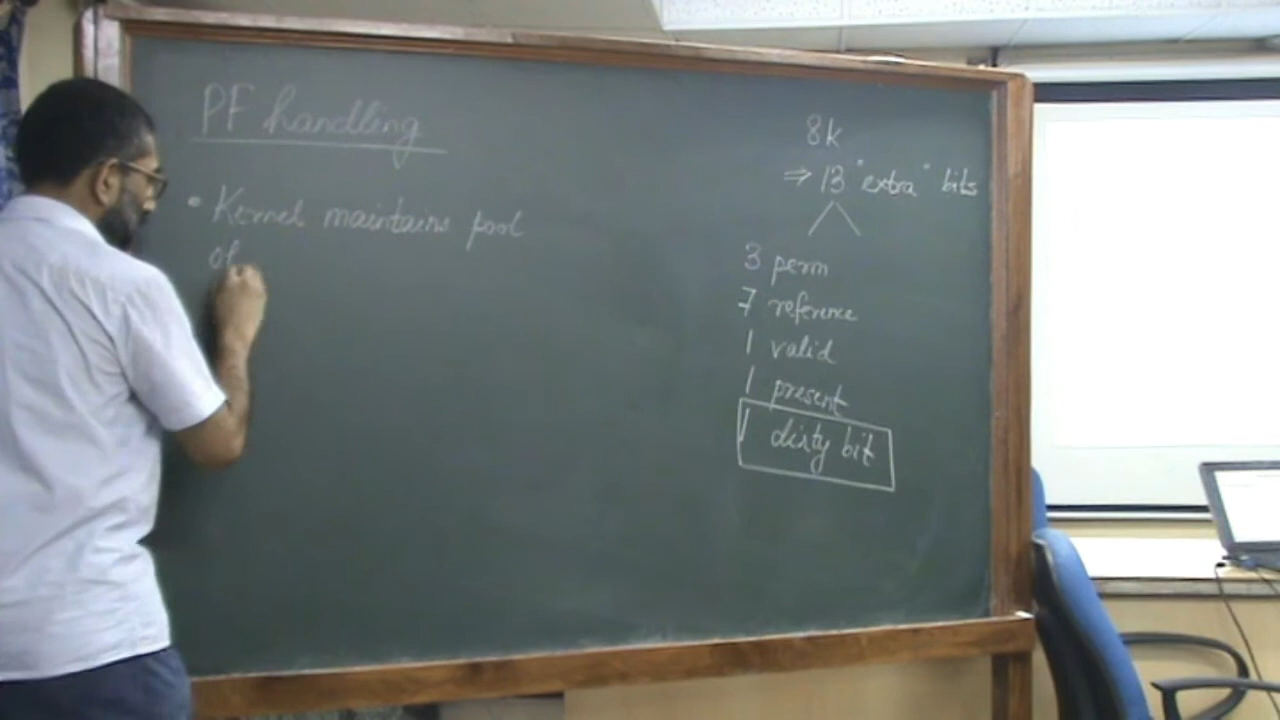 PF handling
• Kernel maintains pool
of
8k
⇒ 13 "extra" bits
3 perm
7 reference
1 valid
1 present
1 dirty bit